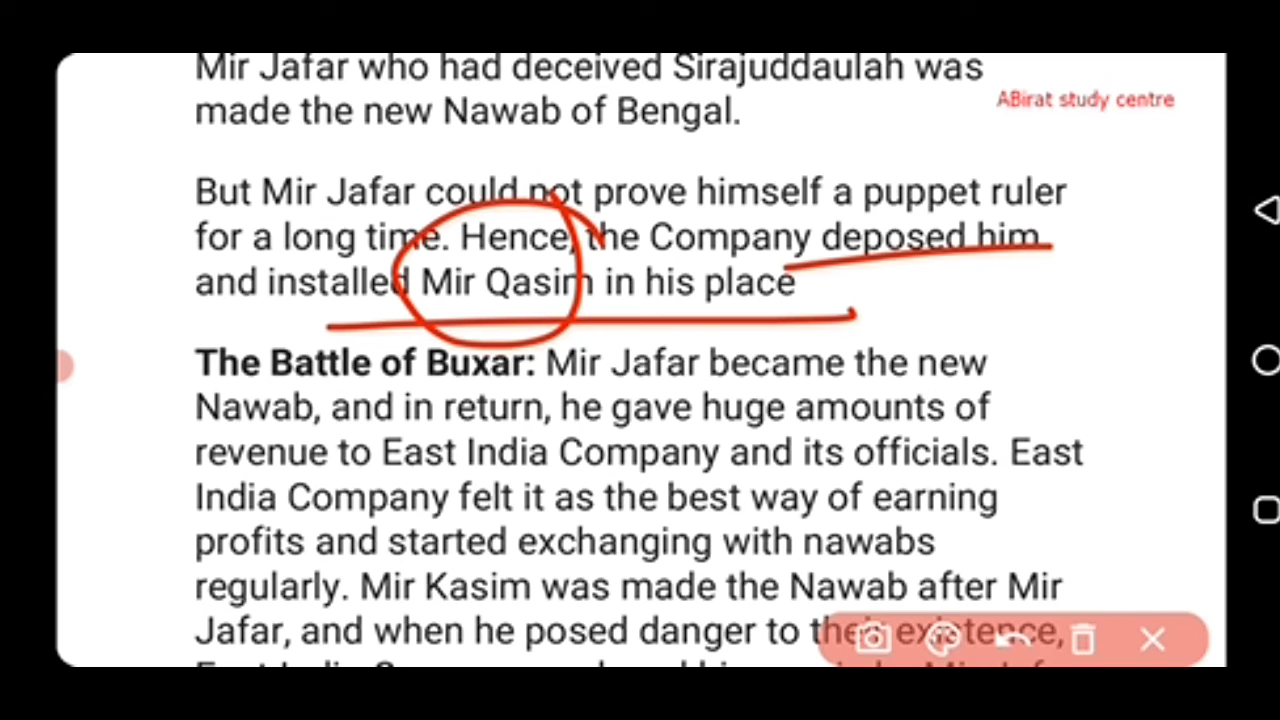 Mir Jafar who had deceived Sirajuddaulah was
ABirat study centre
made the new Nawab of Bengal.
But Mir Jafar could not prove himself a puppet ruler
for a long time. Hence, the Company deposed him
and installed Mir Qasim in his place
The Battle of Buxar: Mir Jafar became the new
Nawab, and in return, he gave huge amounts of
revenue to East India Company and its officials. East
India Company felt it as the best way of earning
profits and started exchanging with nawabs
regularly. Mir Kasim was made the Nawab after Mir
Jafar, and when he posed danger to their existence,